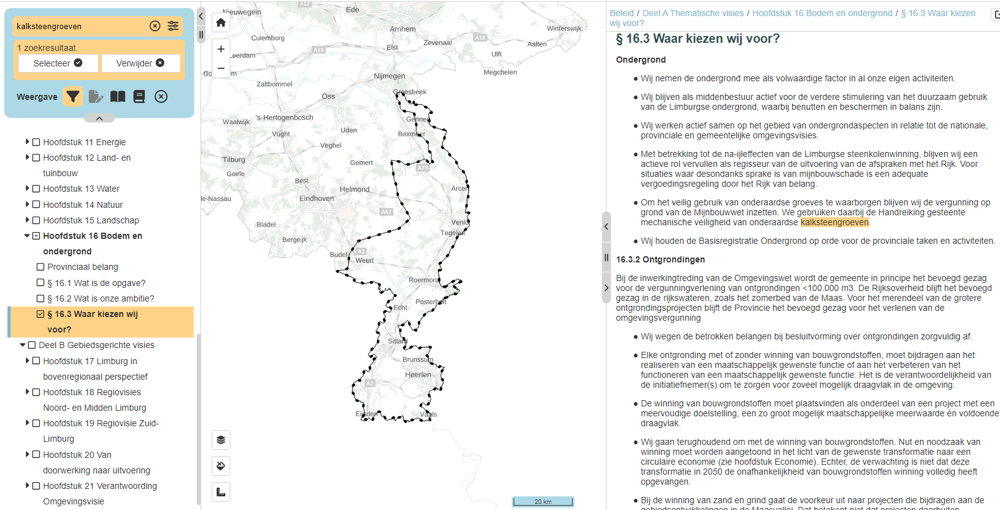 kalksteengroeven
1 zoekresultaat.
Selecteer
Verwijder
Weergave
Hoofdstuk 11 Energie
Hoofdstuk 12 Land- en
tuinbouw
Hoofdstuk 13 Water
Hoofdstuk 14 Natuur
Hoofdstuk 15 Landschap
Hoofdstuk 16 Bodem en
ondergrond
Provinciaal belang
§ 16.1 Wat is de opgave?
§ 16.2 Wat is onze ambitie?
§ 16.3 Waar kiezen wij
voor?
Deel B Gebiedsgerichte visies
Hoofdstuk 17 Limburg in
bovenregionaal perspectief
Hoofdstuk 18 Regiovisies
Noord- en Midden Limburg
Hoofdstuk 19 Regiovisie Zuid-
Limburg
Hoofdstuk 20 Van
doorwerking naar uitvoering
Hoofdstuk 21 Verantwoording
Omgevingsvisie
A12
Nieuwegein
Ede
Arnhem
Winterswijk
Culemborg
A18
Zevenaar
Elst
Aalten
A15
Ulft
Leerdam
Megchelen
Nijmegen
Zaltbommel
Groesbeek
Oss
's-Hertogenbosch
Gennep
Waalwijk
Uden
Vught
Boxmeer
Veghel
Tilburg
Gemert
A73
Goirle
Best
Helmond
Arcen
le-Nassau
Eindhoven
A67
Venlo
Bladel
Tegelen
Bergeijk
A2
Budel
Weert
Roermond
Posterholt
Echt
Sittard
Brunssum
Heerlen
A2
Eijsden
Vaals
20 km
Beleid / Deel A Thematische visies / Hoofdstuk 16 Bodem en ondergrond / § 16.3 Waar kiezen
wij voor?
§ 16.3 Waar kiezen wij voor?
Ondergrond
● Wij nemen de ondergrond mee als volwaardige factor in al onze eigen activiteiten.
● Wij blijven als middenbestuur actief voor de verdere stimulering van het duurzaam gebruik
van de Limburgse ondergrond, waarbij benutten en beschermen in balans zijn.
● Wij werken actief samen op het gebied van ondergrondaspecten in relatie tot de nationale,
provinciale en gemeentelijke omgevingsvisies.
● Met betrekking tot de na-ijleffecten van de Limburgse steenkolenwinning, blijven wij een
actieve rol vervullen als regisseur van de uitvoering van de afspraken met het Rijk. Voor
situaties waar desondanks sprake is van mijnbouwschade is een adequate
vergoedingsregeling door het Rijk van belang.
● Om het veilig gebruik van onderaardse groeves te waarborgen blijven wij de vergunning op
grond van de Mijnbouwwet inzetten. We gebruiken daarbij de Handreiking gesteente
mechanische veiligheid van onderaardse kalksteengroeven.
● Wij houden de Basisregistratie Ondergrond op orde voor de provinciale taken en activiteiten.
16.3.2 Ontgrondingen
Bij de inwerkingtreding van de Omgevingswet wordt de gemeente in principe het bevoegd gezag
voor de vergunningverlening van ontgrondingen <100.000 m3. De Rijksoverheid blijft het bevoegd
gezag in de rijkswateren, zoals het zomerbed van de Maas. Voor het merendeel van de grotere
ontgrondingsprojecten blijft de Provincie het bevoegd gezag voor het verlenen van de
omgevingsvergunning
● Wij wegen de betrokken belangen bij besluitvorming over ontgrondingen zorgvuldig af.
● Elke ontgronding met of zonder winning van bouwgrondstoffen, moet bijdragen aan het
realiseren van een maatschappelijk gewenste functie of aan het verbeteren van het
functioneren van een maatschappelijk gewenste functie. Het is de verantwoordelijkheid van
de initiatiefnemer(s) om te zorgen voor zoveel mogelijk draagvlak in de omgeving.
● De winning van bouwgrondstoffen moet plaatsvinden als onderdeel van een project met een
meervoudige doelstelling, een zo groot mogelijk maatschappelijke meerwaarde én voldoende
draagvlak.
● Wij gaan terughoudend om met de winning van bouwgrondstoffen. Nut en noodzaak van
winning moet worden aangetoond in het licht van de gewenste transformatie naar een
circulaire economie (zie hoofdstuk Economie). Echter, de verwachting is niet dat deze
transformatie in 2050 de onafhankelijkheid van bouwgrondstoffen winning volledig heeft
opgevangen.
● Bij de winning van zand en grind gaat de voorkeur uit naar projecten die bijdragen aan de
gebiedsontwikkelingen in de Maasvallei. Dat betekent niet dat projecten daarbuiten